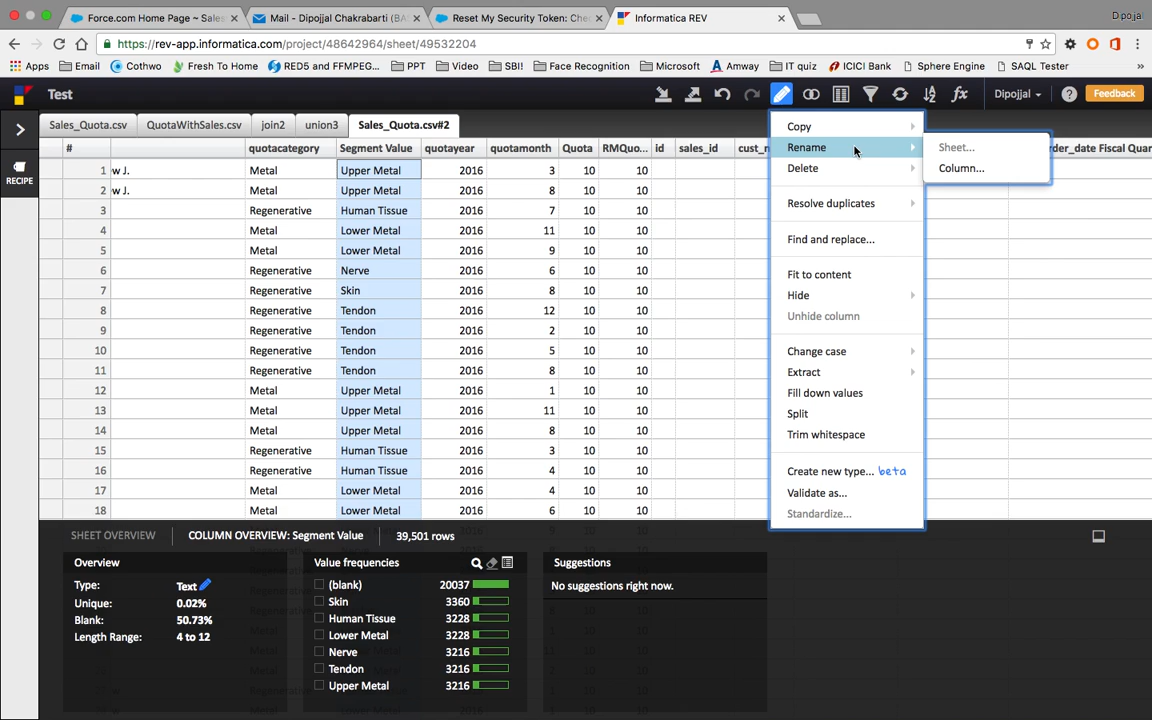 Dipojjal
Force.com Home Page ~ Sales
Mail - Dipojjal Chakrabarti (BA
Reset My Security Token: Che
Informatica REV
https://rev-app.informatica.com/project/48642964/sheet/49532204
Apps Email Cothwo Fresh To Home RED5 and FFMPEG... PPT Video SBI! Face Recognition Microsoft Amway IT quiz ICICI Bank Sphere Engine SAQL Tester »
Test
fx Dipojjal ? Feedback
Sales_Quota.csv QuotaWithSales.csv join2 union3 Sales_Quota.csv#2
RECIPE
# quotacategory Segment Value quotayear quotamonth Quota RMQuo... id sales_id
1 w J. Metal Upper Metal 2016 3 10 10
2 w J. Metal Upper Metal 2016 8 10 10
3 Regenerative Human Tissue 2016 7 10 10
4 Metal Lower Metal 2016 11 10 10
5 Metal Lower Metal 2016 9 10 10
6 Regenerative Nerve 2016 6 10 10
7 Regenerative Skin 2016 8 10 10
8 Regenerative Tendon 2016 12 10 10
9 Regenerative Tendon 2016 2 10 10
10 Regenerative Tendon 2016 5 10 10
11 Regenerative Tendon 2016 8 10 10
12 Metal Upper Metal 2016 1 10 10
13 Metal Upper Metal 2016 11 10 10
14 Metal Upper Metal 2016 8 10 10
15 Regenerative Human Tissue 2016 3 10 10
16 Regenerative Human Tissue 2016 4 10 10
17 Metal Lower Metal 2016 4 10 10
18 Metal Lower Metal 2016 6 10 10
Copy
Rename
Delete
Resolve duplicates
Find and replace...
Fit to content
Hide
Unhide column
Change case
Extract
Fill down values
Split
Trim whitespace
Create new type... beta
Validate as...
Standardize...
Sheet...
Column...
rder_date Fiscal Quar
SHEET OVERVIEW COLUMN OVERVIEW: Segment Value 39,501 rows
Overview
Type: Text
Unique: 0.02%
Blank: 50.73%
Length Range: 4 to 12
Value frequencies
(blank) 20037
Skin 3360
Human Tissue 3228
Lower Metal 3228
Nerve 3216
Tendon 3216
Upper Metal 3216
Suggestions
No suggestions right now.